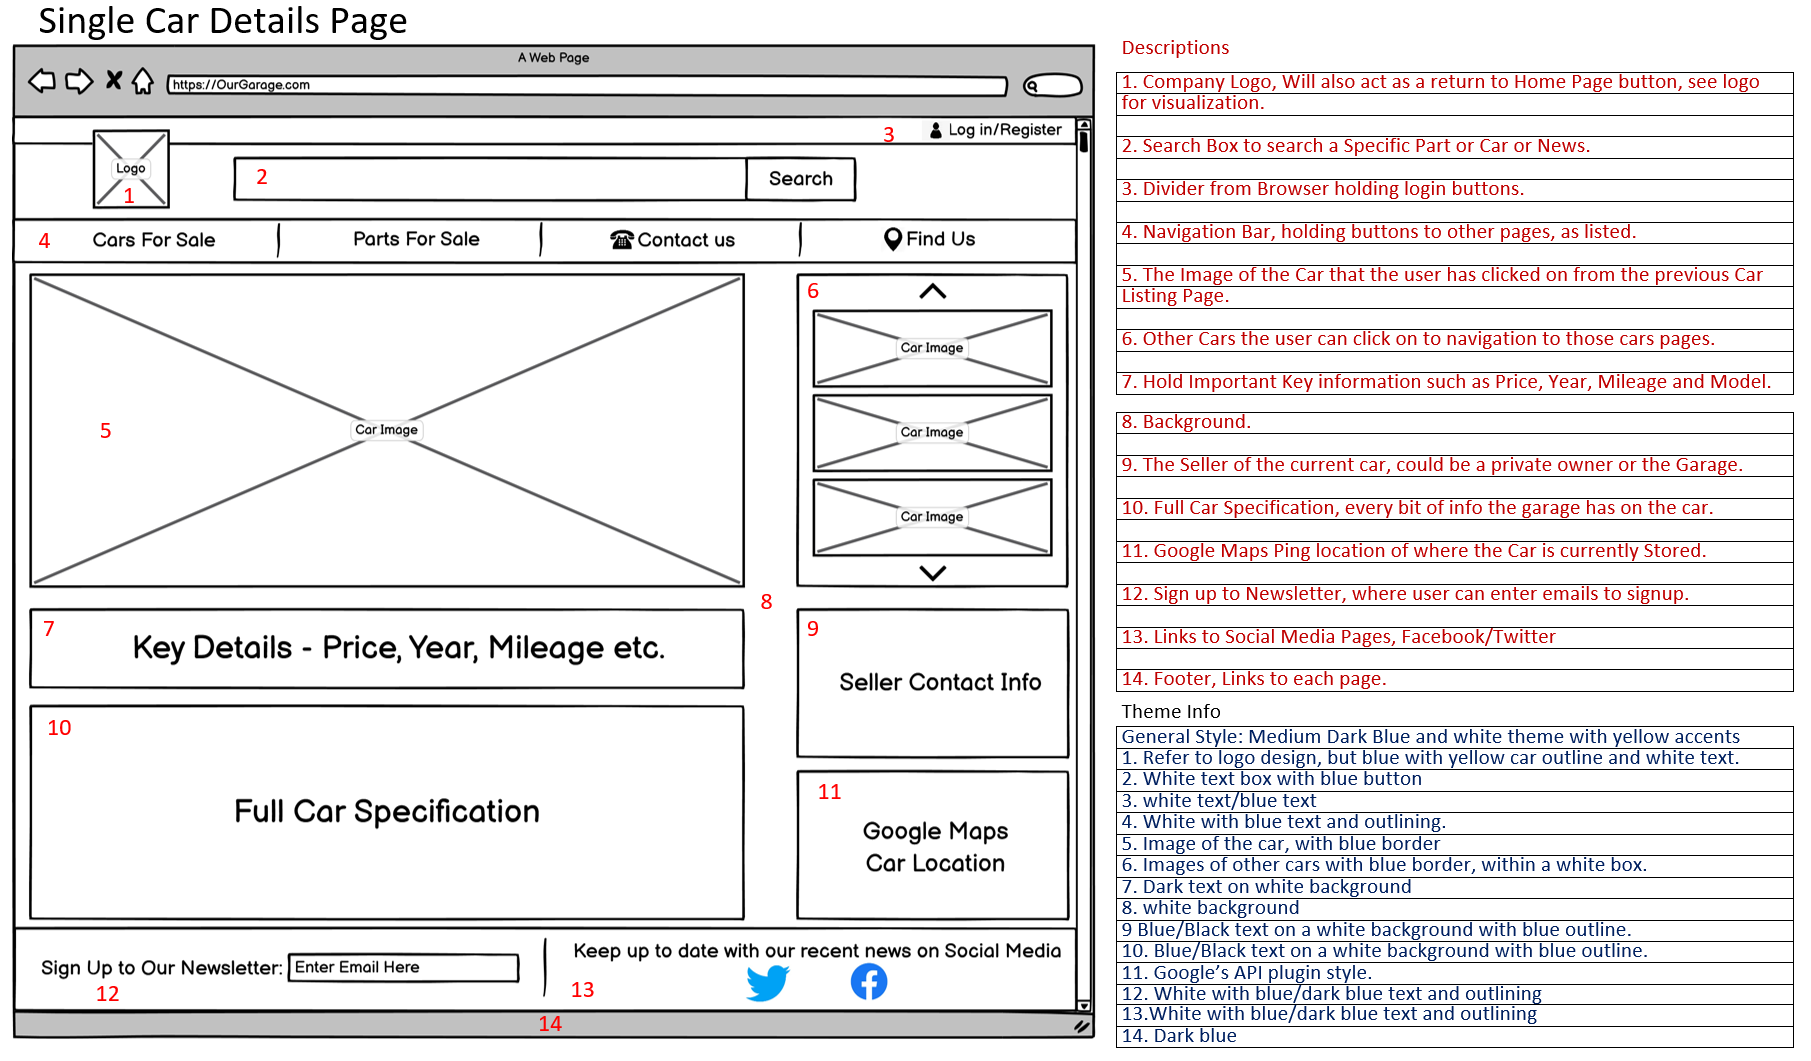 Single Car Details Page
A Web Page
https://OurGarage.com
3
Log in/Register
Logo
1
2
Search
4
Cars For Sale
Parts For Sale
Contact us
Find Us
5
Car Image
6
Car Image
Car Image
Car Image
8
7
Key Details - Price, Year, Mileage etc.
9
Seller Contact Info
10
Full Car Specification
11
Google Maps
Car Location
Sign Up to Our Newsletter:
Enter Email Here
12
Keep up to date with our recent news on Social Media
13
14
Descriptions
1. Company Logo, Will also act as a return to Home Page button, see logo
for visualization.
2. Search Box to search a Specific Part or Car or News.
3. Divider from Browser holding login buttons.
4. Navigation Bar, holding buttons to other pages, as listed.
5. The Image of the Car that the user has clicked on from the previous Car
Listing Page.
6. Other Cars the user can click on to navigation to those cars pages.
7. Hold Important Key information such as Price, Year, Mileage and Model.
8. Background.
9. The Seller of the current car, could be a private owner or the Garage.
10. Full Car Specification, every bit of info the garage has on the car.
11. Google Maps Ping location of where the Car is currently Stored.
12. Sign up to Newsletter, where user can enter emails to signup.
13. Links to Social Media Pages, Facebook/Twitter
14. Footer, Links to each page.
Theme Info
General Style: Medium Dark Blue and white theme with yellow accents
1. Refer to logo design, but blue with yellow car outline and white text.
2. White text box with blue button
3. white text/blue text
4. White with blue text and outlining.
5. Image of the car, with blue border
6. Images of other cars with blue border, within a white box.
7. Dark text on white background
8. white background
9 Blue/Black text on a white background with blue outline.
10. Blue/Black text on a white background with blue outline.
11. Google’s API plugin style.
12. White with blue/dark blue text and outlining
13.White with blue/dark blue text and outlining
14. Dark blue